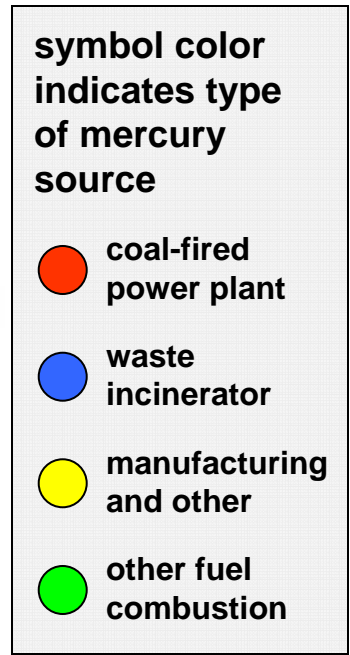 symbol color
indicates type
of mercury
source
coal-fired
power plant
waste
incinerator
manufacturing
and other
other fuel
combustion